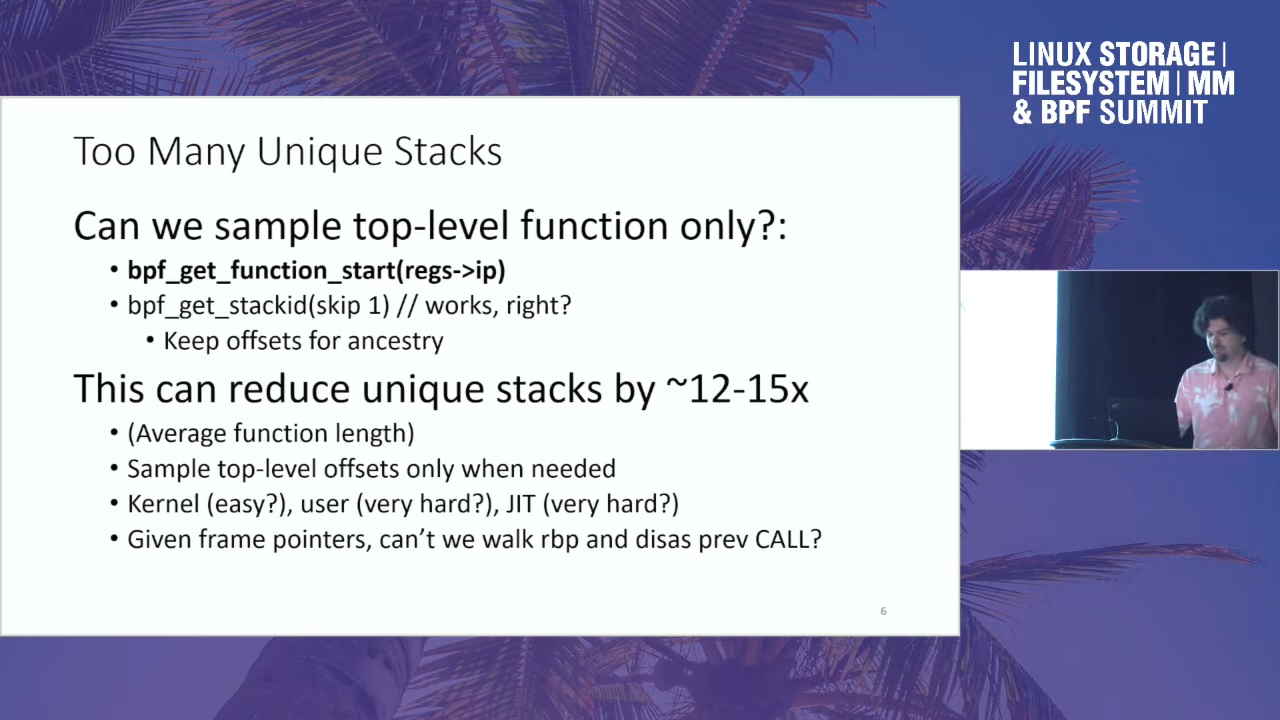 LINUX STORAGE |
FILESYSTEM | MM
& BPF SUMMIT
Too Many Unique Stacks
Can we sample top-level function only?:
• bpf_get_function_start(regs->ip)
• bpf_get_stackid(skip 1) // works, right?
• Keep offsets for ancestry
This can reduce unique stacks by ~12-15x
• (Average function length)
• Sample top-level offsets only when needed
• Kernel (easy?), user (very hard?), JIT (very hard?)
• Given frame pointers, can’t we walk rbp and disas prev CALL?
6